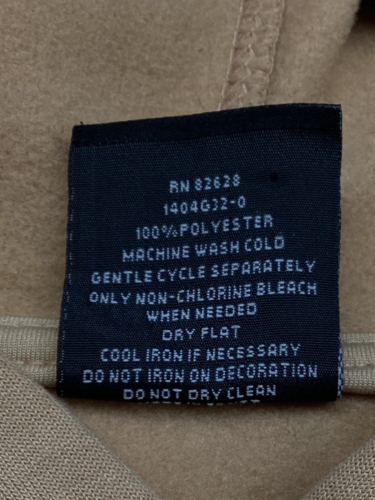 RN 82628
1404G32-0
100%POLYESTER
MACHINE WASH COLD
GENTLE CYCLE SEPARATELY
ONLY NON-CHLORINE BLEACH
WHEN NEEDED
DRY FLAT
COOL IRON IF NECESSARY
DO NOT IRON ON DECORATION
DO NOT DRY CLEAN